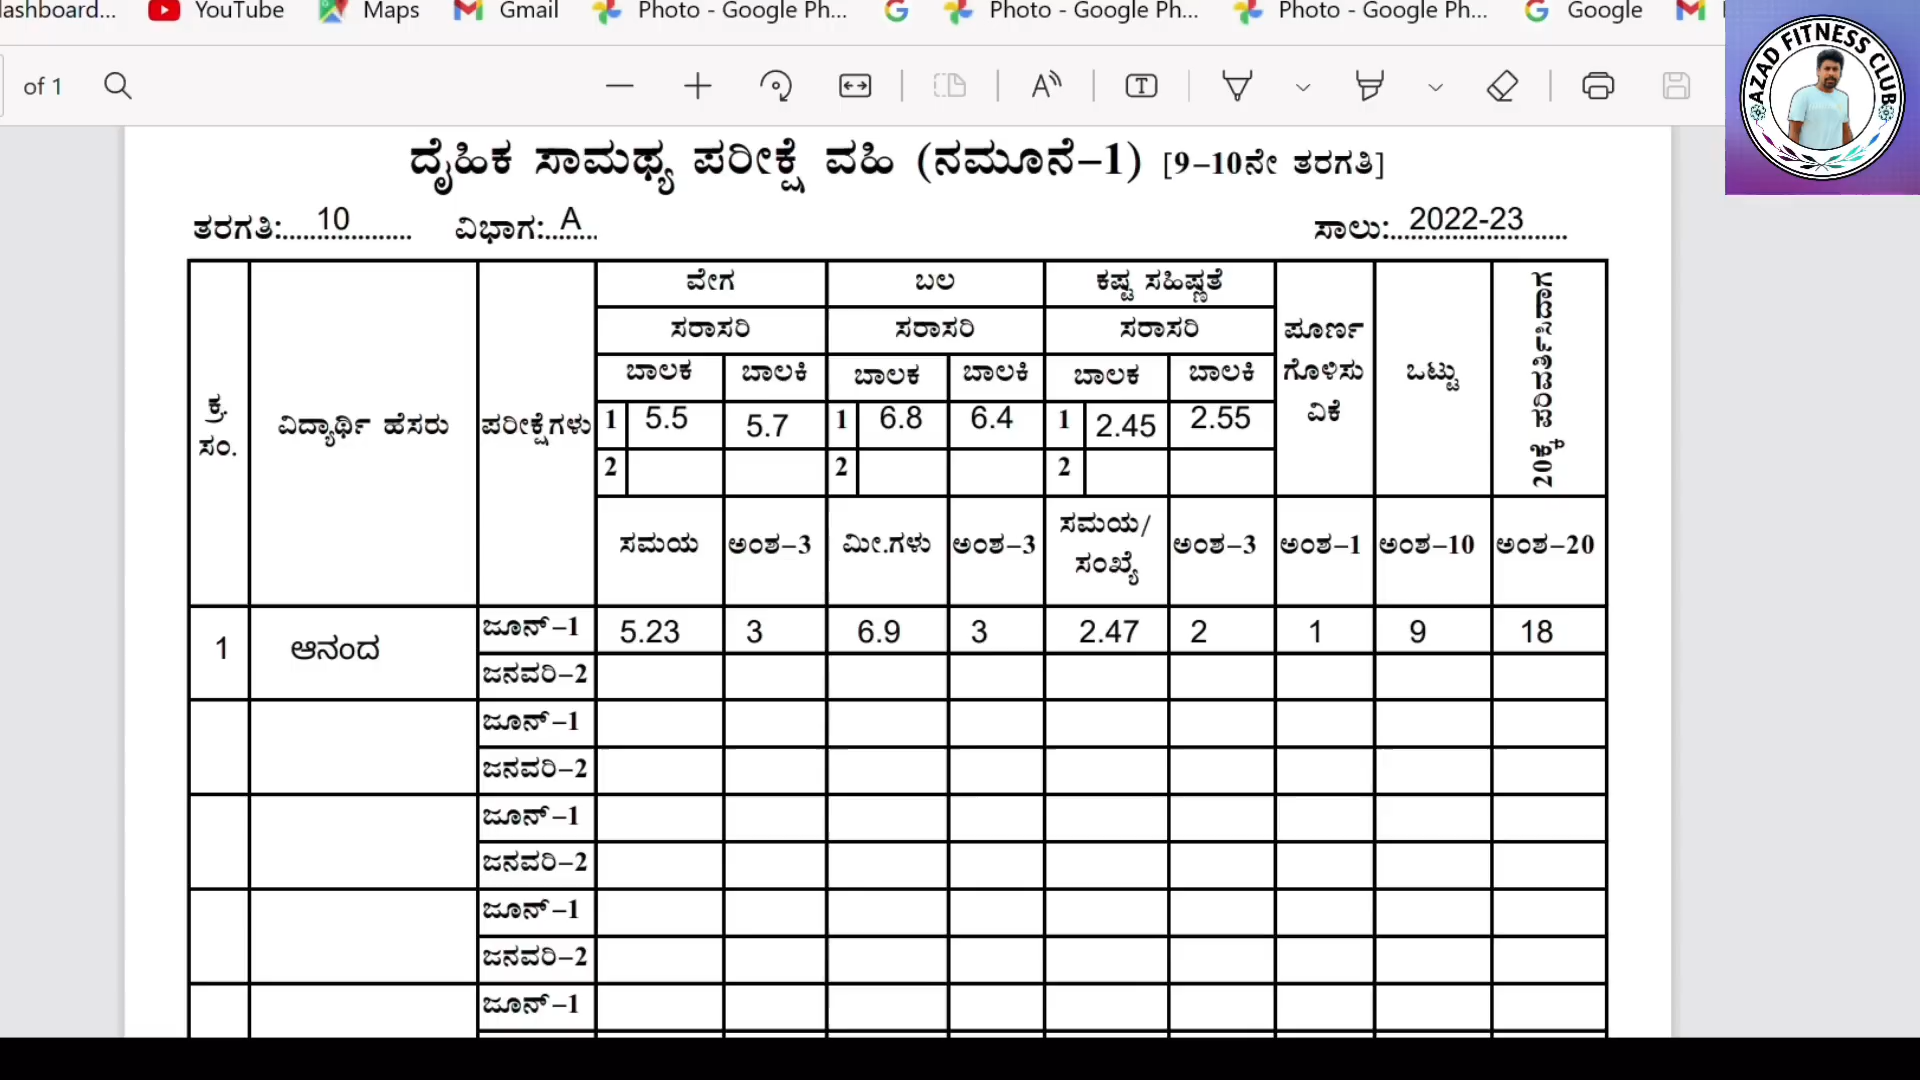 ashboard... YouTube Maps Gmail Photo - Google Ph... Photo - Google Ph... Photo - Google Ph... Google
of 1
AZAD FITNESS CLUB
ದೈಹಿಕ ಸಾಮರ್ಥ್ಯ ಪರೀಕ್ಷೆ ವಹಿ (ನಮೂನೆ-1) [9-10ನೇ ತರಗತಿ]
ತರಗತಿ:.....10..... ವಿಭಾಗ:..A.. ಸಾಲು:..2022-23.....
ಕ್ರ. ಸಂ. ವಿದ್ಯಾರ್ಥಿ ಹೆಸರು ಪರೀಕ್ಷೆಗಳು ವೇಗ ಬಲ ಕಷ್ಟ ಸಹಿಷ್ಣತೆ ಪೂರ್ಣ ಗೊಳಿಸು ವಿಕೆ ಒಟ್ಟು 20ಕ್ಕೆ ಪರಿವರ್ತಿಸಿದಾಗ
ಸರಾಸರಿ ಸರಾಸರಿ ಸರಾಸರಿ
ಬಾಲಕ ಬಾಲಕಿ ಬಾಲಕ ಬಾಲಕಿ ಬಾಲಕ ಬಾಲಕಿ
1 5.5 5.7 1 6.8 6.4 1 2.45 2.55
2 2 2
ಸಮಯ ಅಂಶ-3 ಮೀ.ಗಳು ಅಂಶ-3 ಸಮಯ/ ಸಂಖ್ಯೆ ಅಂಶ-3 ಅಂಶ-1 ಅಂಶ-10 ಅಂಶ-20
1 ಆನಂದ ಜೂನ್-1 5.23 3 6.9 3 2.47 2 1 9 18
ಜನವರಿ-2
ಜೂನ್-1
ಜನವರಿ-2
ಜೂನ್-1
ಜನವರಿ-2
ಜೂನ್-1
ಜನವರಿ-2
ಜೂನ್-1